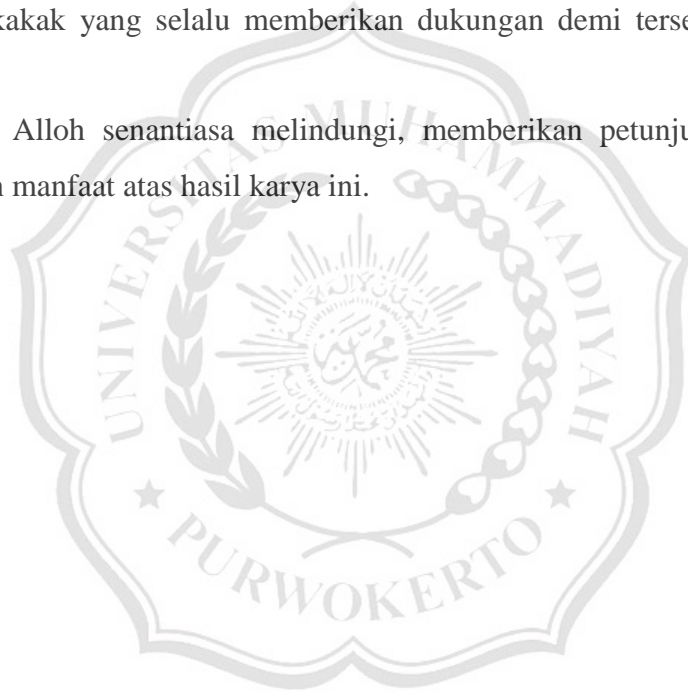 kakak yang selalu memberikan dukungan demi terse
Alloh senantiasa melindungi, memberikan petunju
manfaat atas hasil karya ini.
UNIVERSITAS MUHAMMADIYAH
PURWOKERTO